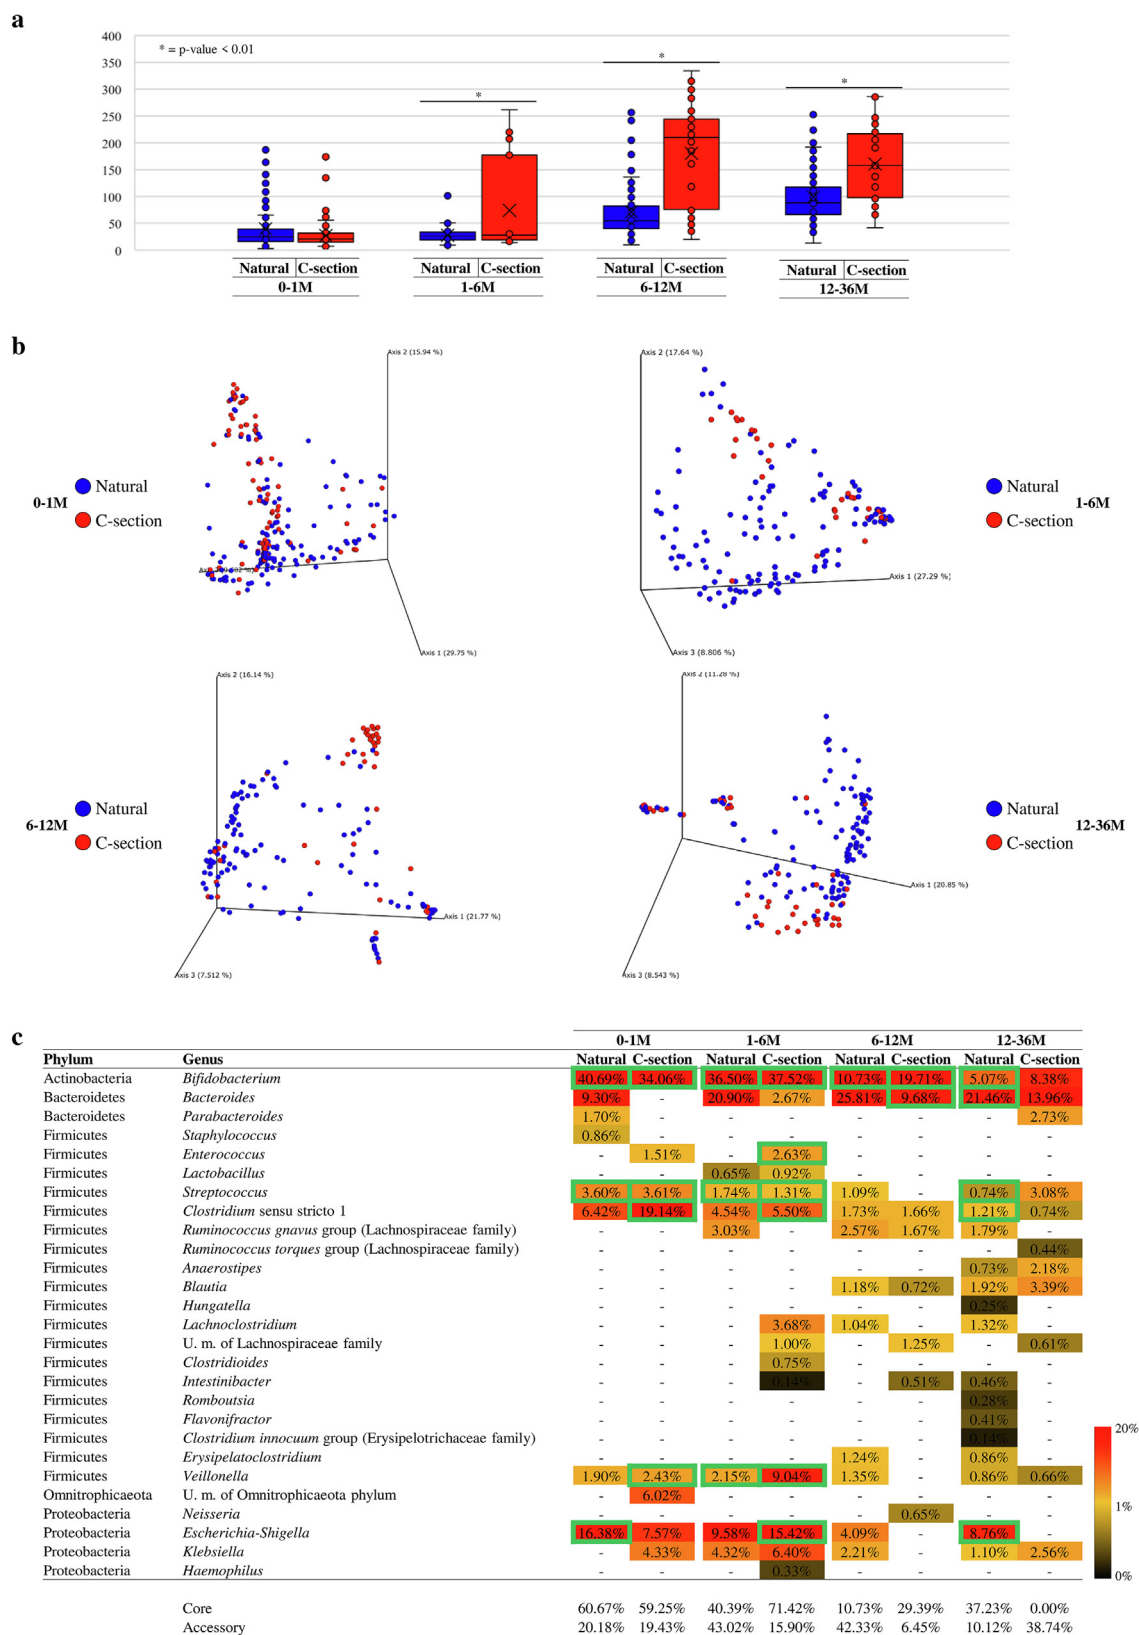 a
400
350
300
250
200
150
100
50
0
* = p-value < 0.01
* * * *
Natural C-section Natural C-section Natural C-section Natural C-section
0-1M 1-6M 6-12M 12-36M
b
Axis 2 (15.94 %)
0-1M
Natural
C-section
Axis 1 (29.75 %)
Axis 2 (17.64 %)
Natural
C-section
1-6M
Axis 1 (27.29 %)
Axis 3 (8.806 %)
Axis 2 (16.14 %)
6-12M
Natural
C-section
Axis 1 (21.77 %)
Axis 3 (7.512 %)
Axis 2 (11.28 %)
Natural
C-section
12-36M
Axis 1 (20.85 %)
Axis 3 (8.543 %)
c
0-1M 1-6M 6-12M 12-36M
Phylum Genus Natural C-section Natural C-section Natural C-section Natural C-section
Actinobacteria Bifidobacterium 40.69% 34.06% 36.50% 37.52% 10.73% 19.71% 5.07% 8.38%
Bacteroidetes Bacteroides 9.30% - 20.90% 2.67% 25.81% 9.68% 21.46% 13.96%
Bacteroidetes Parabacteroides 1.70% - - - - - - 2.73%
Firmicutes Staphylococcus 0.86% - - - - - - -
Firmicutes Enterococcus - 1.51% - 2.63% - - - -
Firmicutes Lactobacillus - - 0.65% 0.92% - - - -
Firmicutes Streptococcus 3.60% 3.61% 1.74% 1.31% 1.09% - 0.74% 3.08%
Firmicutes Clostridium sensu stricto 1 6.42% 19.14% 4.54% 5.50% 1.73% 1.66% 1.21% 0.74%
Firmicutes Ruminococcus gnavus group (Lachnospiraceae family) - - 3.03% - 2.57% 1.67% 1.79% -
Firmicutes Ruminococcus torques group (Lachnospiraceae family) - - - - - - - 0.44%
Firmicutes Anaerostipes - - - - - - 0.73% 2.18%
Firmicutes Blautia - - - - 1.18% 0.72% 1.92% 3.39%
Firmicutes Hungatella - - - - - - 0.25% -
Firmicutes Lachnoclostridium - - - 3.68% 1.04% - 1.32% -
Firmicutes U. m. of Lachnospiraceae family - - - 1.00% - 1.25% - 0.61%
Firmicutes Clostridioides - - - 0.75% - - - -
Firmicutes Intestinibacter - - - 0.14% - 0.51% 0.46% -
Firmicutes Romboutsia - - - - - - 0.28% -
Firmicutes Flavonifractor - - - - - - 0.41% -
Firmicutes Clostridium innocuum group (Erysipelotrichaceae family) - - - - - - 0.14% -
Firmicutes Erysipelatoclostridium - - - - 1.24% - 0.86% -
Firmicutes Veillonella 1.90% 2.43% 2.15% 9.04% 1.35% - 0.86% 0.66%
Omnitrophicaeota U. m. of Omnitrophicaeota phylum - 6.02% - - - - - -
Proteobacteria Neisseria - - - - - 0.65% - -
Proteobacteria Escherichia-Shigella 16.38% 7.57% 9.58% 15.42% 4.09% - 8.76% -
Proteobacteria Klebsiella - 4.33% 4.32% 6.40% 2.21% - 1.10% 2.56%
Proteobacteria Haemophilus - - - 0.33% - - - -
20%
1%
0%
Core 60.67% 59.25% 40.39% 71.42% 10.73% 29.39% 37.23% 0.00%
Accessory 20.18% 19.43% 43.02% 15.90% 42.33% 6.45% 10.12% 38.74%